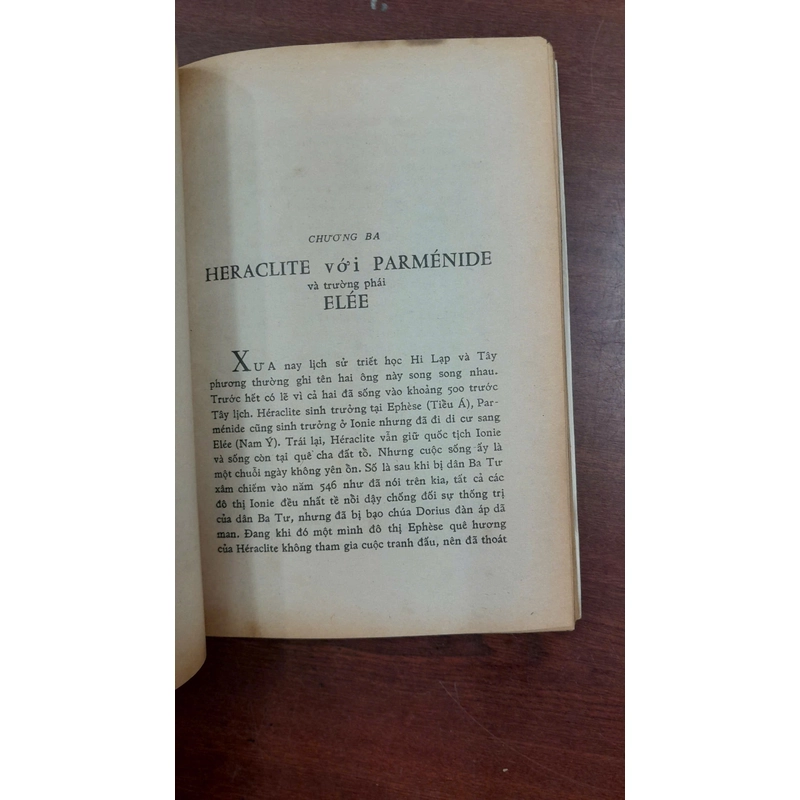 CHƯƠNG BA
HERACLITE với PARMÉNIDE
và trường phái
ELÉE
XƯA nay lịch sử triết học Hi Lạp và Tây
phương thường ghi tên hai ông này song song nhau.
Trước hết có lẽ vì cả hai đã sống vào khoảng 500 trước
Tây lịch. Héraclite sinh trưởng tại Ephèse (Tiểu Á), Par-
ménide cũng sinh trưởng ở Ionie nhưng đã đi di cư sang
Elée (Nam Ý). Trái lại, Héraclite vẫn giữ quốc tịch Ionie
và sống còn tại quê cha đất tổ. Nhưng cuộc sống ấy là
một chuỗi ngày không yên ổn. Số là sau khi bị dân Ba Tư
xâm chiếm vào năm 546 như đã nói trên kia, tất cả các
đô thị Ionie đều nhất tề nổi dậy chống đối sự thống trị
của dân Ba Tư, nhưng đã bị bạo chúa Dorius đàn áp dã
man. Đang khi đó một mình đô thị Ephèse quê hương
của Héraclite không tham gia cuộc tranh đấu, nên đã thoát